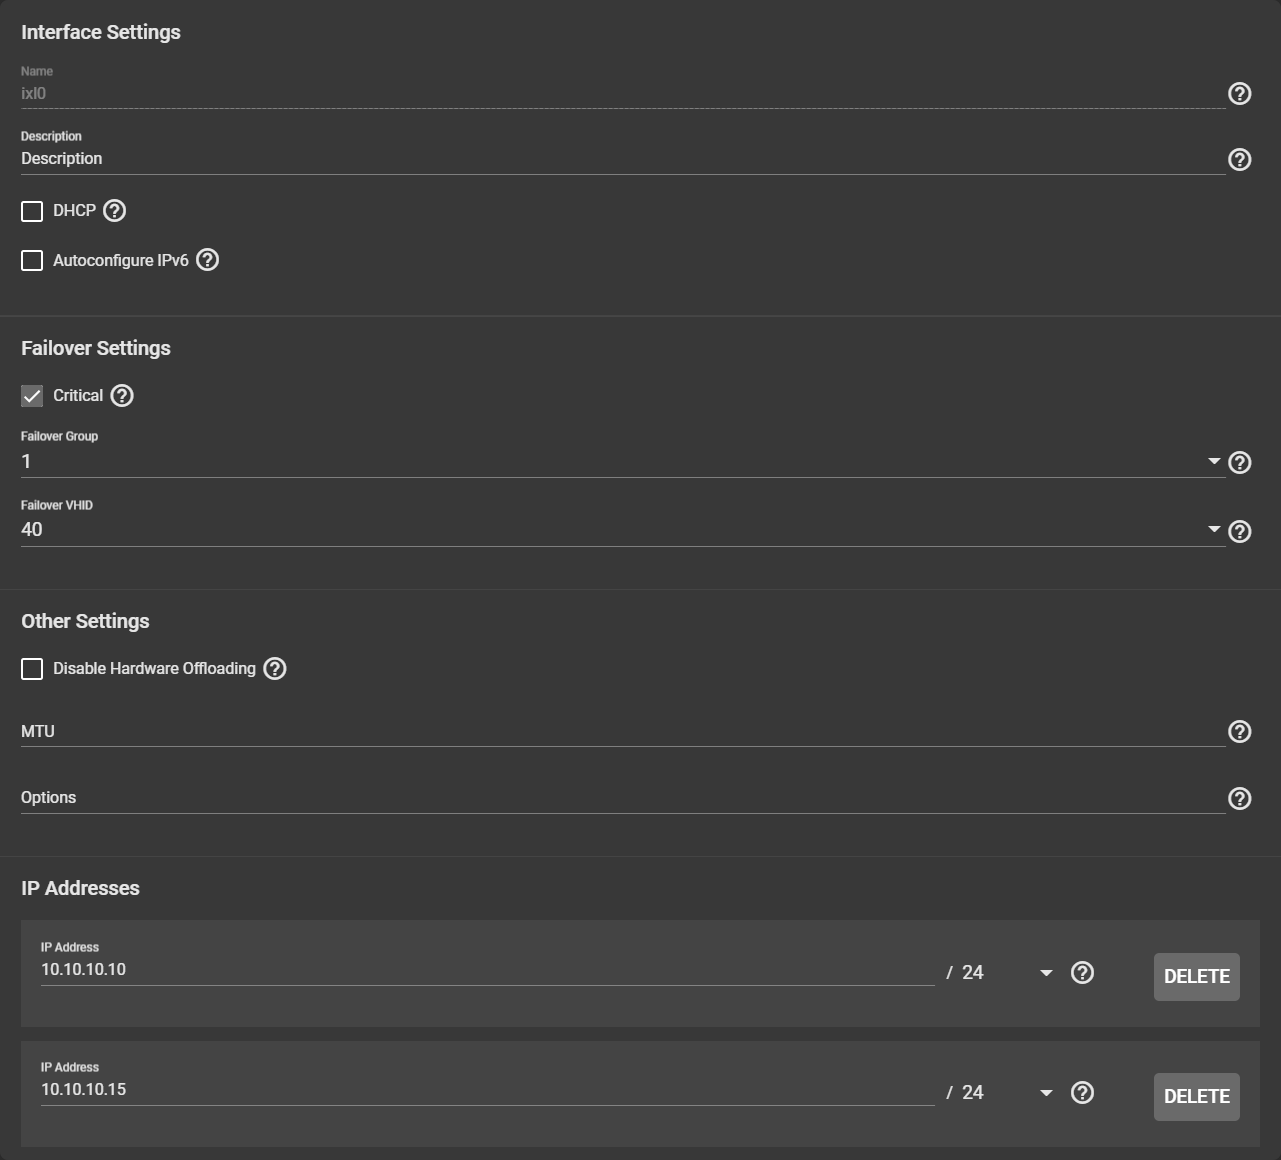 Interface Settings
Name
ixl0
Description
Description
DHCP
Autoconfigure IPv6
Failover Settings
Critical
Failover Group
1
Failover VHID
40
Other Settings
Disable Hardware Offloading
MTU
Options
IP Addresses
IP Address
10.10.10.10 / 24 DELETE
IP Address
10.10.10.15 / 24 DELETE